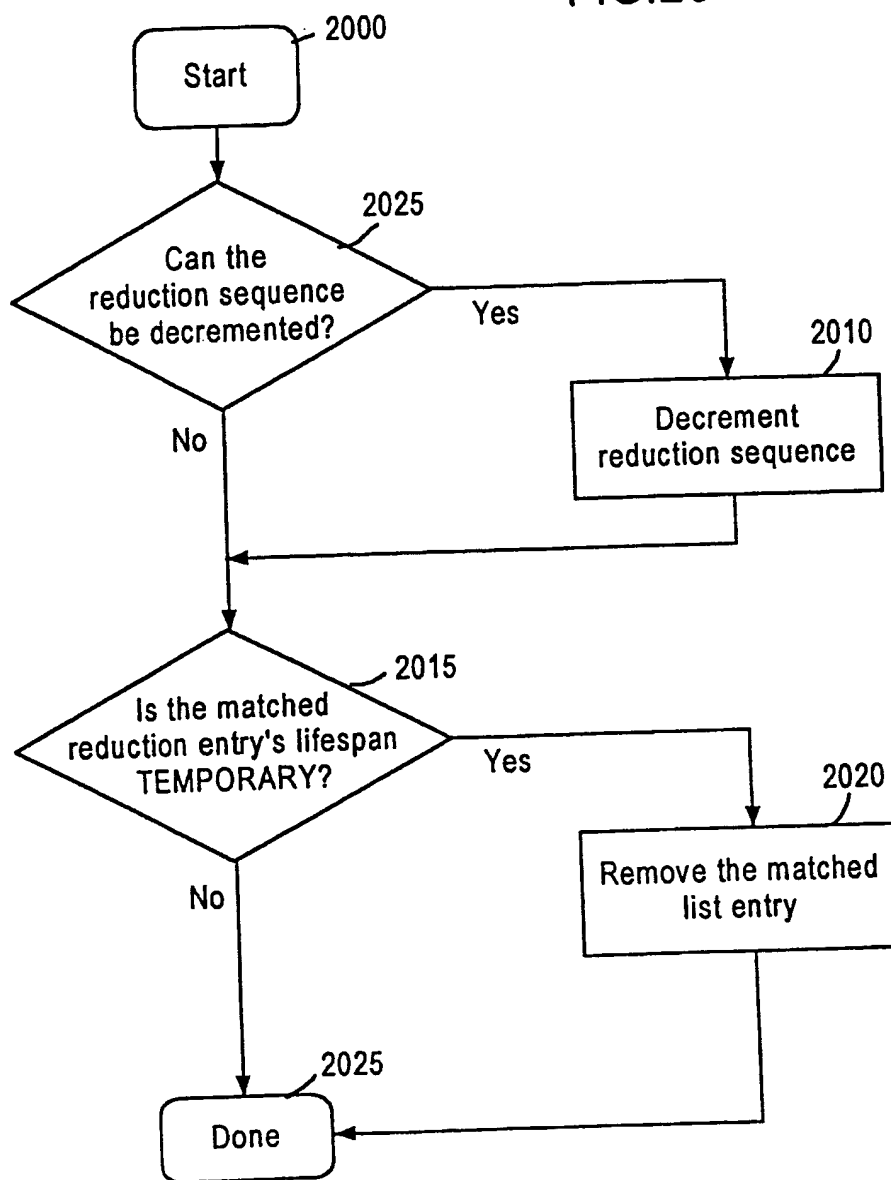 2000
Start
2025
Can the
reduction sequence
be decremented?
Yes
2010
No
Decrement
reduction sequence
2015
Is the matched
reduction entry's lifespan
TEMPORARY?
Yes
2020
No
Remove the matched
list entry
2025
Done